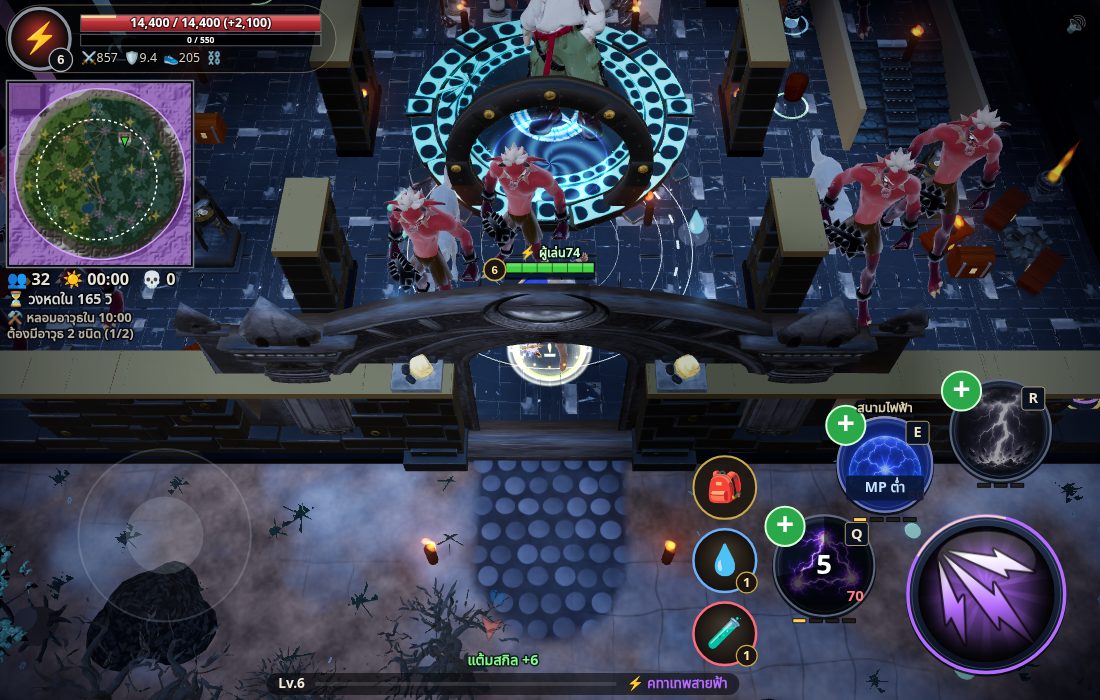 14,400 / 14,400 (+2,100)
0 / 550
6
857 9.4 205
32 00:00 0
วงหดใน 165 วิ
หลอมอาวุธใน 10:00
ต้องมีอาวุธ 2 ชนิด (1/2)
ผู้เล่น74
6
R
สนามไฟฟ้า
E
MP ต่ำ
Q
5
70
1
1
แต้มสกิล +6
Lv.6
คทาเทพสายฟ้า